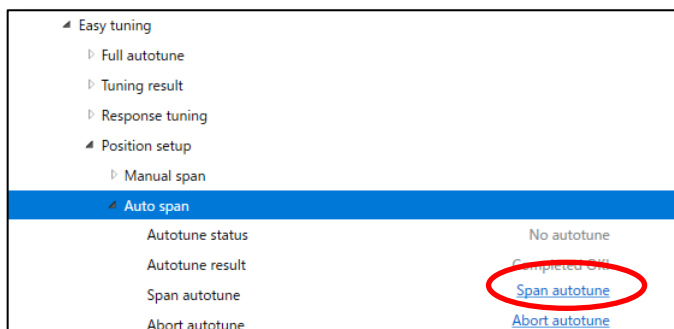 Easy tuning
Full autotune
Tuning result
Response tuning
Position setup
Manual span
Auto span
Autotune status No autotune
Autotune result Completed OK!
Span autotune Span autotune
Abort autotune Abort autotune